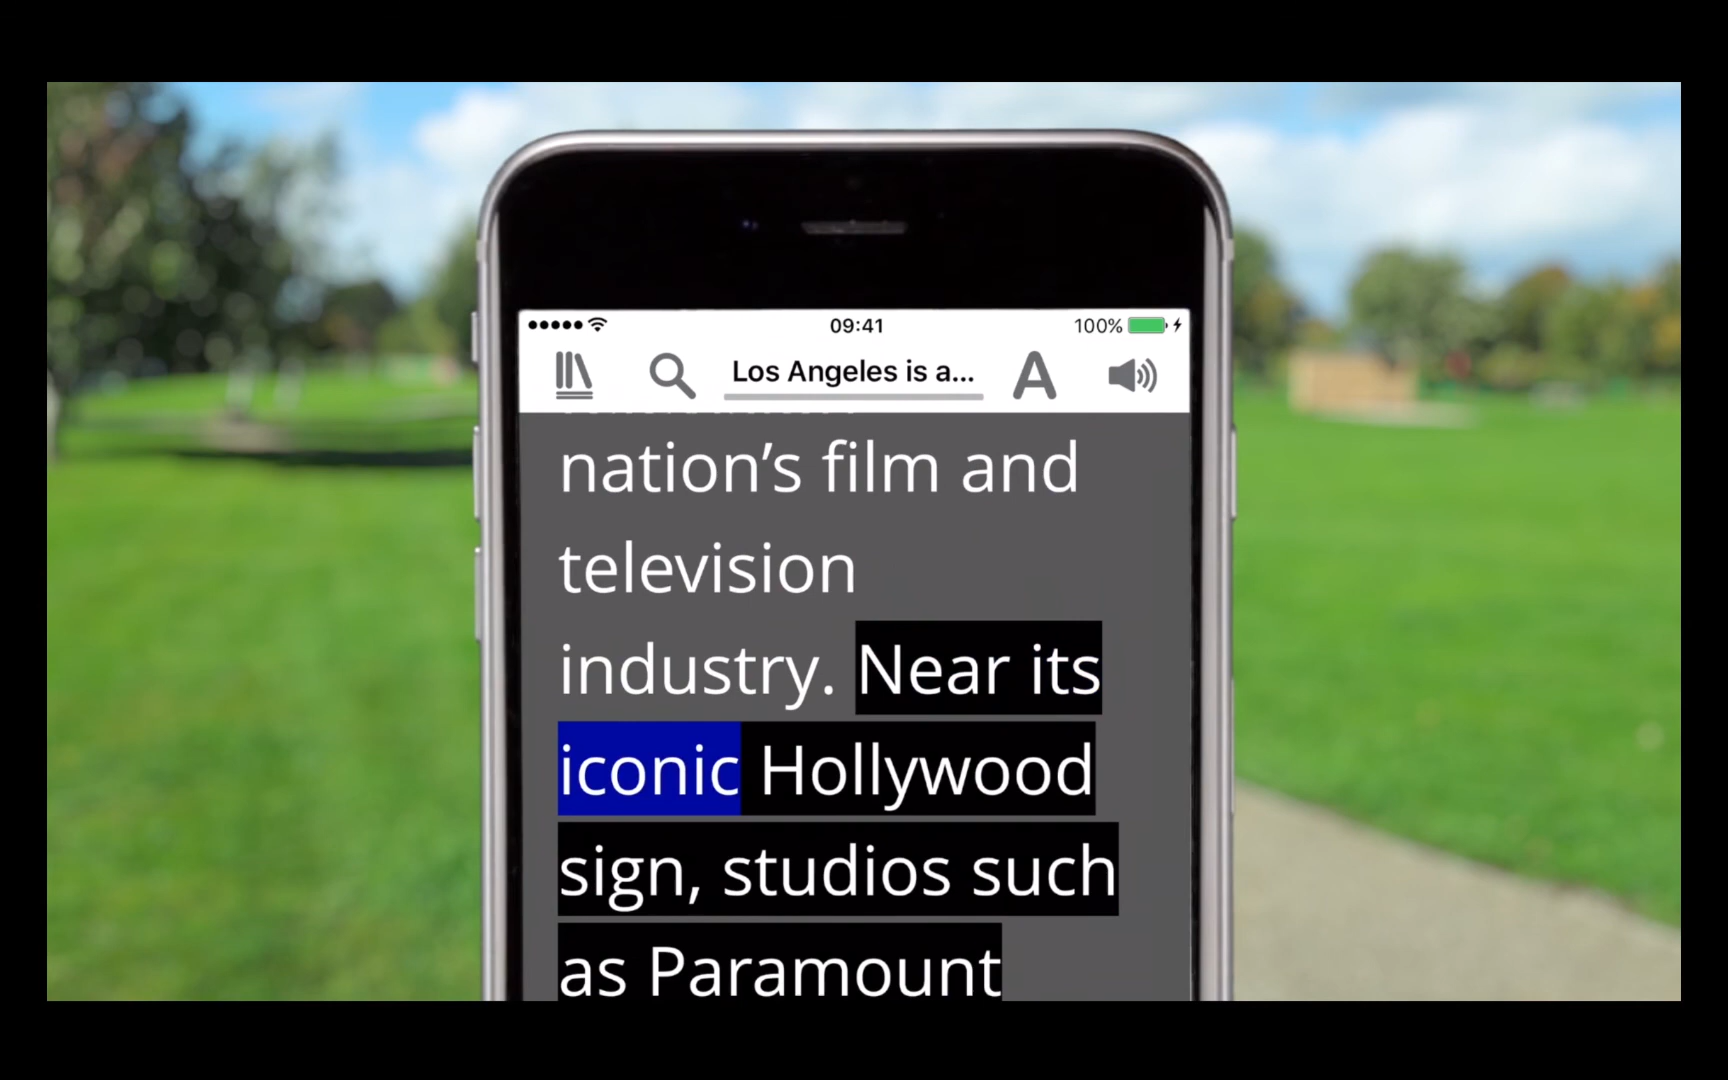 09:41
100%
Los Angeles is a...
A
nation’s film and
television
industry. Near its
iconic Hollywood
sign, studios such
as Paramount